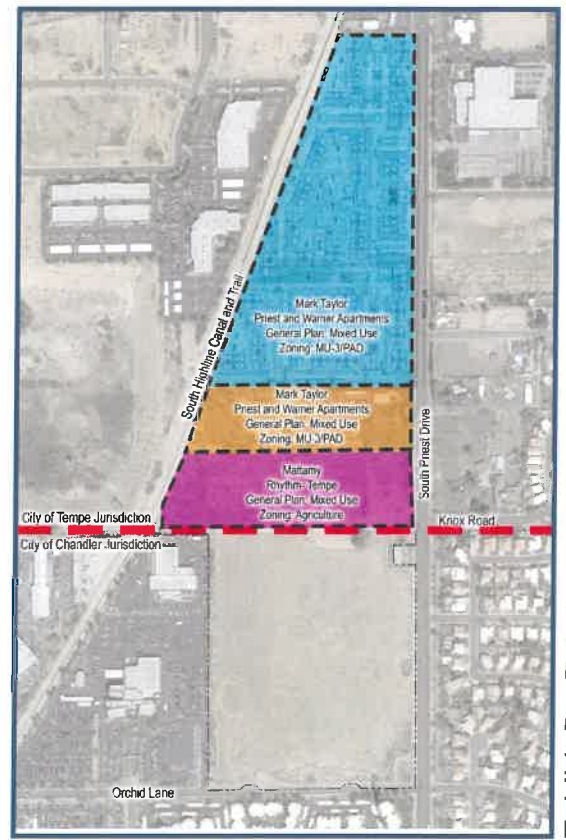 Mark Taylor
Priest and Warner Apartments
General Plan: Mixed Use
Zoning: MU-3/PAD
South Highline Canal and Trail
Mark Taylor
Priest and Warner Apartments
General Plan: Mixed Use
Zoning: MU-3/PAD
South Priest Drive
Mattamy
Rhythm- Tempe
General Plan: Mixed Use
Zoning: Agriculture
City of Tempe Jurisdiction
Knox Road
City of Chandler Jurisdiction
Orchid Lane